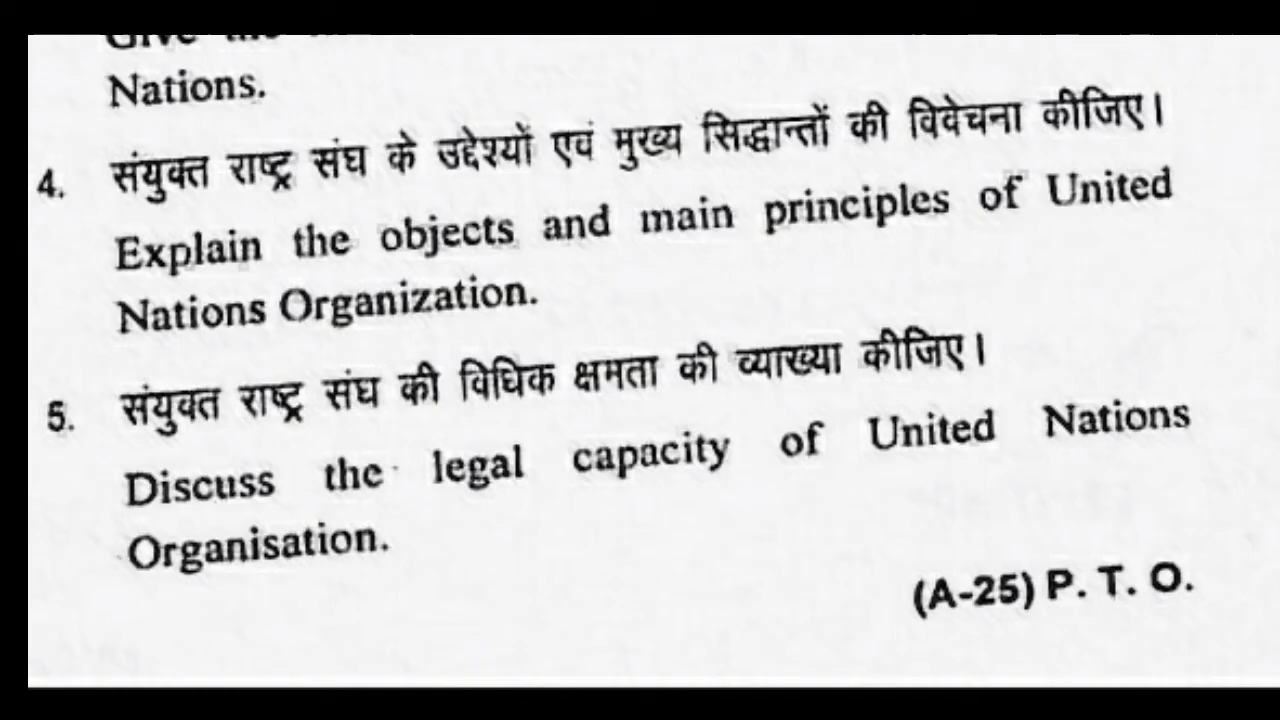 Nations.
4. संयुक्त राष्ट्र संघ के उद्देश्यों एवं मुख्य सिद्धान्तों की विवेचना कीजिए।
Explain the objects and main principles of United
Nations Organization.
5. संयुक्त राष्ट्र संघ की विधिक क्षमता की व्याख्या कीजिए।
Discuss the legal capacity of United Nations
Organisation.
(A-25) P. T. O.